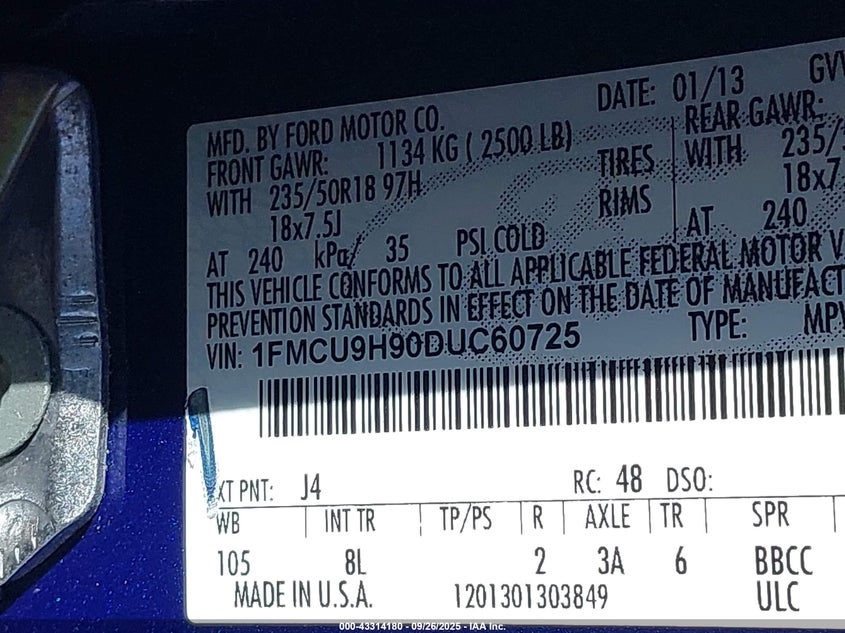 MFD. BY FORD MOTOR CO. DATE: 01/13
FRONT GAWR: 1134 KG ( 2500 LB) REAR GAWR:
WITH 235/50R18 97H TIRES WITH
18x7.5J RIMS
AT 240 kPa/ 35 PSI COLD AT 240
THIS VEHICLE CONFORMS TO ALL APPLICABLE FEDERAL MOTOR
PREVENTION STANDARDS IN EFFECT ON THE DATE OF
VIN: 1FMCU9H90DUC60725 TYPE: MPV
PNT: J4 RC: 48 DSO:
WB INT TR TP/PS R AXLE TR SPR
105 8L 2 3A 6 BBCC
MADE IN U.S.A. 1201301303849 ULC
000-43314180 - 09/26/2025 - IAA Inc.